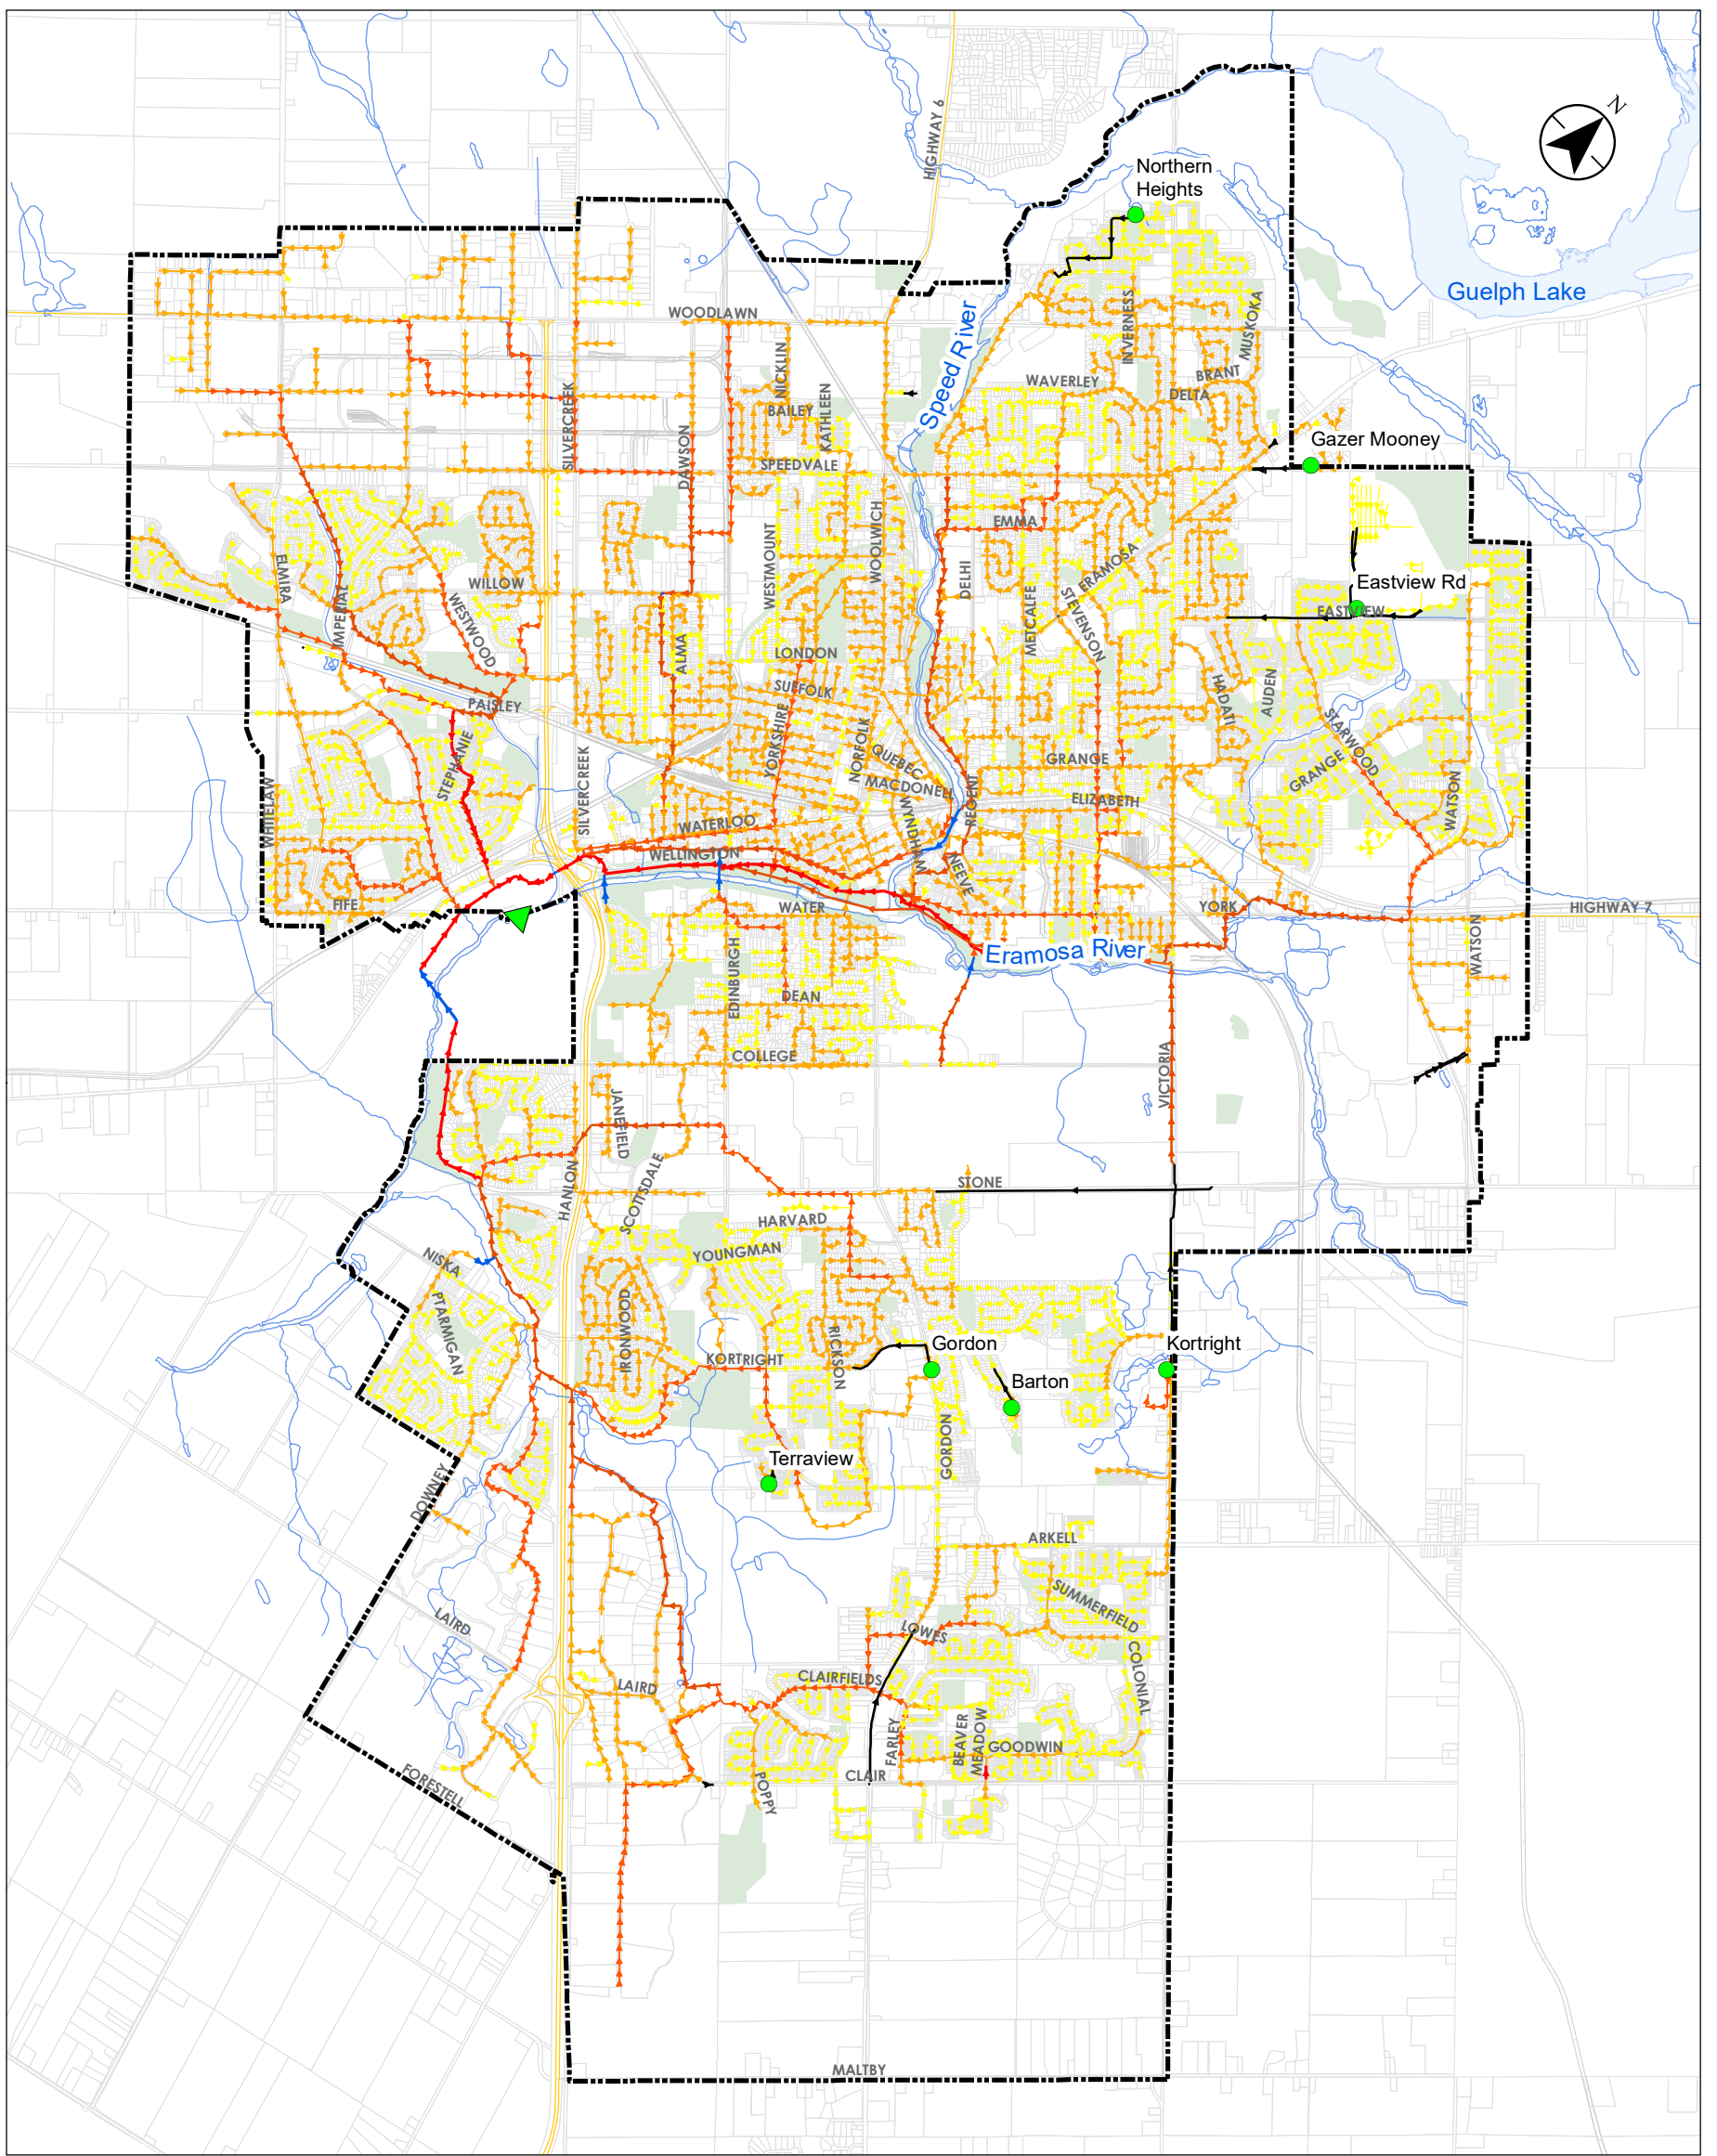 N
HIGHWAY 6
Northern
Heights
Guelph Lake
WOODLAWN
Speed River
INVERNESS
MUSKOKA
NICKLIN
BAILEY
KATHLEEN
WAVERLEY
BRANT
DELTA
SILVERCREEK
DAWSON
SPEEDVALE
Gazer Mooney
WOOLWICH
EMMA
WESTMOUNT
DELHI
ERAMOSA
ELMIRA
IMPERIAL
WILLOW
WESTWOOD
METCALFE
STEVENSON
Eastview Rd
EASTVIEW
ALMA
LONDON
SUFFOLK
HADATI
AUDEN
PAISLEY
YORKSHIRE
NORFOLK
QUEBEC
MACDONELL
STARWOOD
GRANGE
GRANGE
STEPHANIE
SILVERCREEK
WHITELAW
WATERLOO
WELLINGTON
WYNDHAM
REGENT
NEEVE
ELIZABETH
WATSON
FIFE
WATER
YORK
HIGHWAY 7
EDINBURGH
Eramosa River
WATSON
DEAN
COLLEGE
JANEFIELD
VICTORIA
HANLON
SCOTTSDALE
STONE
HARVARD
YOUNGMAN
NISKA
PTARMIGAN
IRONWOOD
KORTRIGHT
RICKSON
Gordon
Kortright
Barton
GORDON
Terraview
DOWNEY
ARKELL
SUMMERFIELD
LAIRD
LOWES
COLONIAL
LAIRD
CLAIRFIELDS
FARLEY
BEAVER
MEADOW
GOODWIN
CLAIR
FORESTELL
POPPY
MALTBY